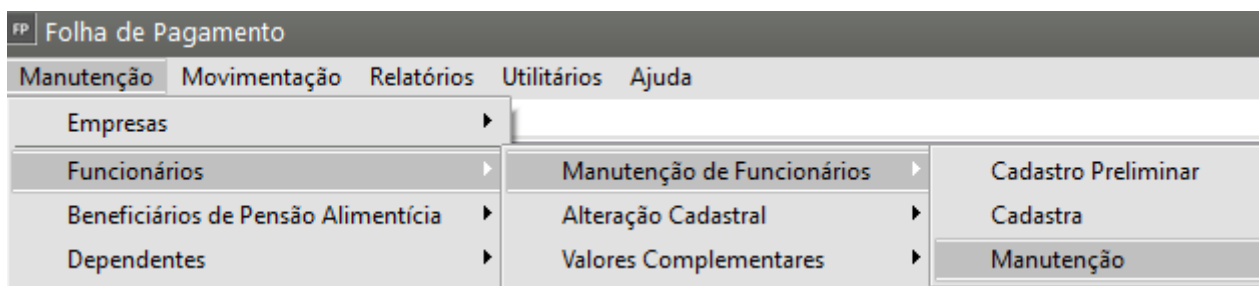 FP Folha de Pagamento
Manutenção Movimentação Relatórios Utilitários Ajuda
Empresas
Funcionários Manutenção de Funcionários Cadastro Preliminar
Beneficiários de Pensão Alimentícia Alteração Cadastral Cadastra
Dependentes Valores Complementares Manutenção